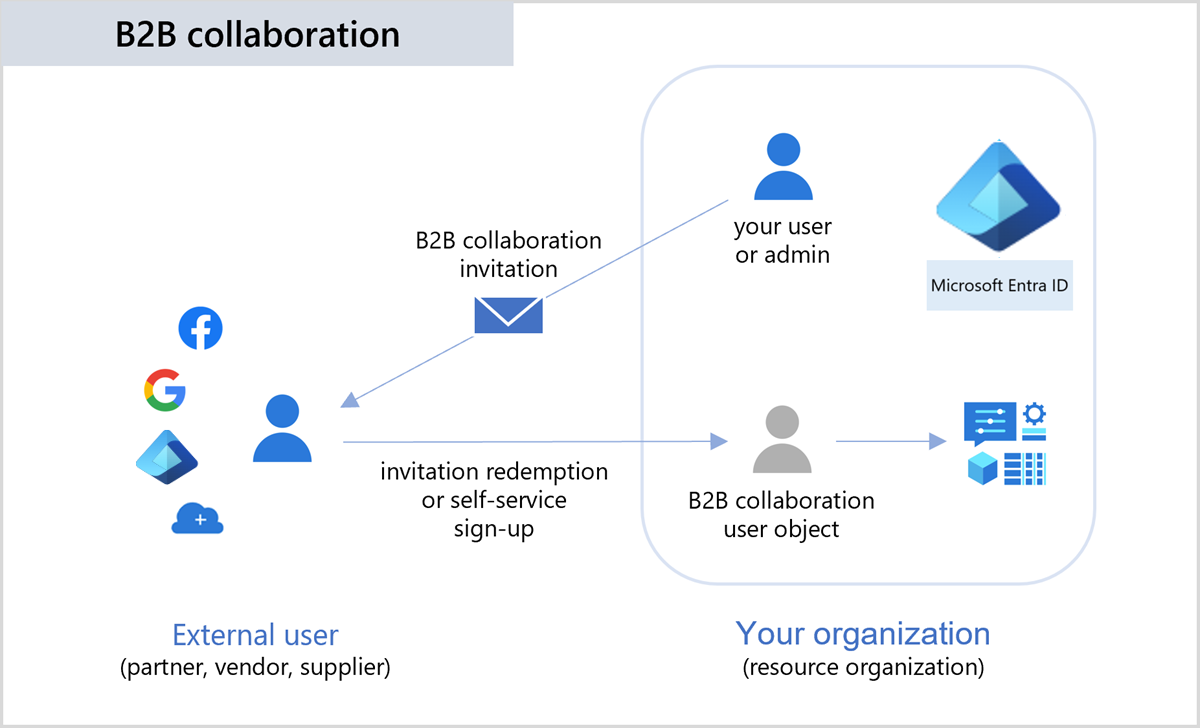 B2B collaboration
your user
or admin
Microsoft Entra ID
B2B collaboration
invitation
invitation redemption
or self-service
sign-up
B2B collaboration
user object
External user
(partner, vendor, supplier)
Your organization
(resource organization)